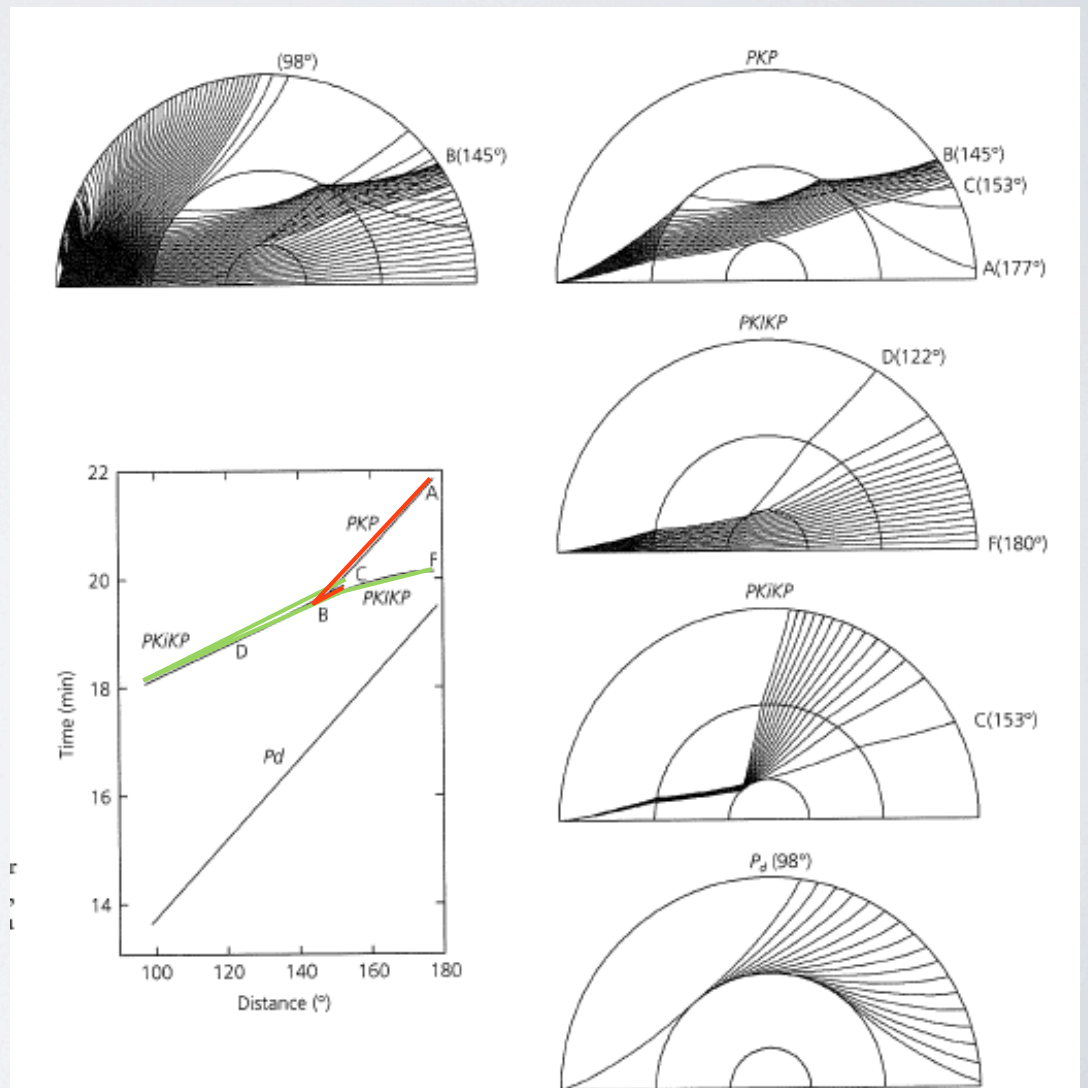 (98°)
B(145°)
PKP
B(145°)
C(153°)
A(177°)
PKIKP
D(122°)
F(180°)
PKiKP
C(153°)
Pd (98°)
22
20
18
16
14
Time (min)
100 120 140 160 180
Distance (°)
PKP
A
C
F
B
PKIKP
PKiKP
D
Pd